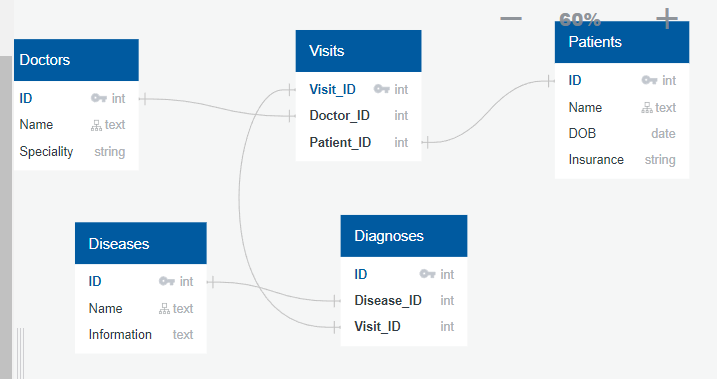 60%
Doctors
ID int
Name text
Speciality string
Visits
Visit_ID int
Doctor_ID int
Patient_ID int
Patients
ID int
Name text
DOB date
Insurance string
Diseases
ID int
Name text
Information text
Diagnoses
ID int
Disease_ID int
Visit_ID int